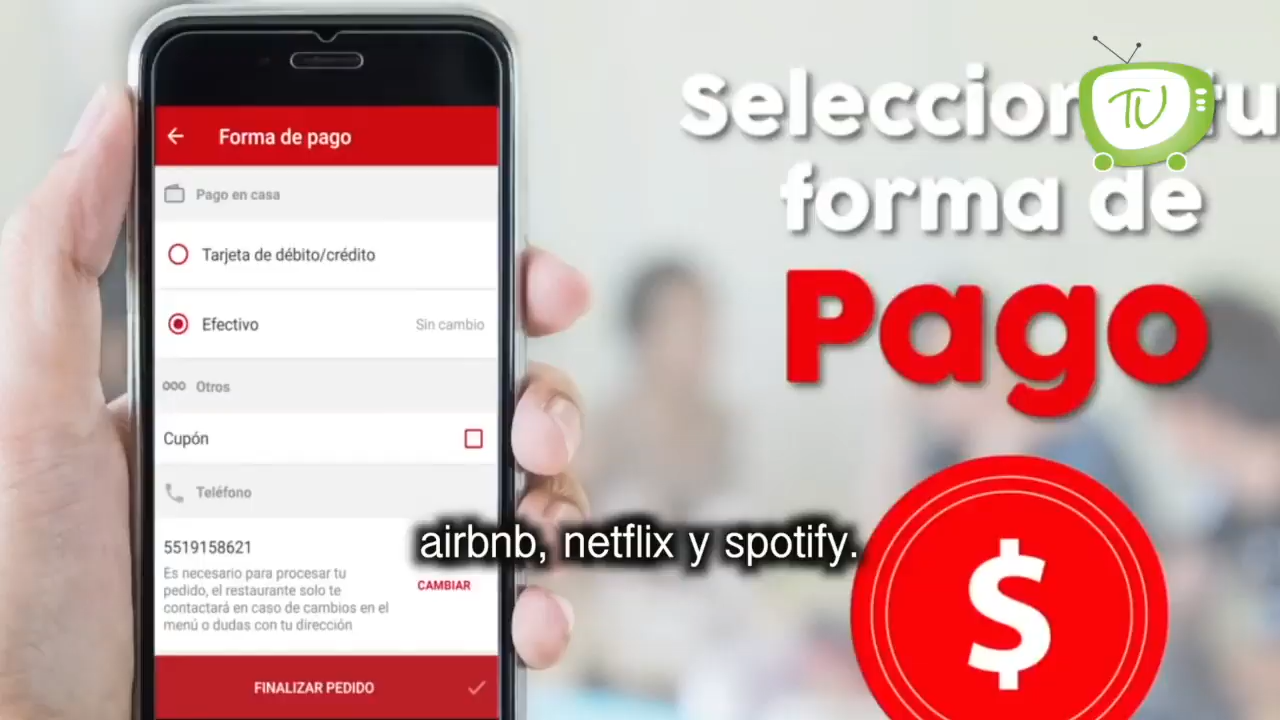 Forma de pago
Pago en casa
Tarjeta de débito/crédito
Efectivo Sin cambio
Otros
Cupón
Teléfono
5519158621
Es necesario para procesar tu
pedido, el restaurante solo te
contactará en caso de cambios en el
menú o dudas con tu dirección
CAMBIAR
FINALIZAR PEDIDO
tu
forma de
Pago
$
TV
airbnb, netflix y spotify.